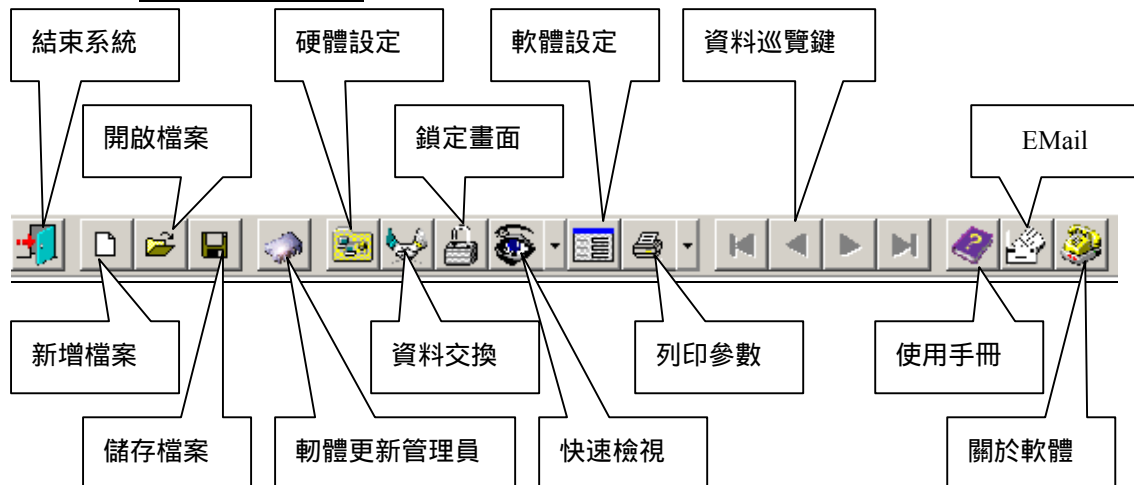 結束系統
硬體設定
軟體設定
資料巡覽鍵
開啟檔案
鎖定畫面
EMail
新增檔案
資料交換
列印參數
使用手冊
儲存檔案
軔體更新管理員
快速檢視
關於軟體